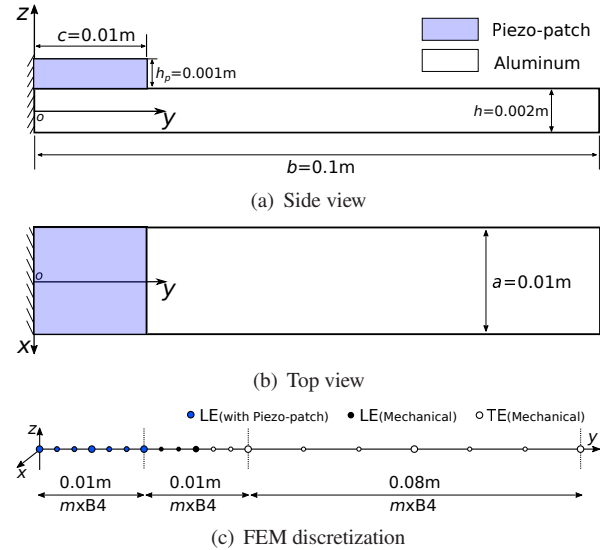 z
c=0.01m
Piezo-patch
Aluminum
hp=0.001m
o
y
h=0.002m
b=0.1m
(a) Side view
o
y
a=0.01m
x
(b) Top view
LE(with Piezo-patch) LE(Mechanical) TE(Mechanical)
z
y
x
0.01m 0.01m 0.08m
mxB4 mxB4 mxB4
(c) FEM discretization